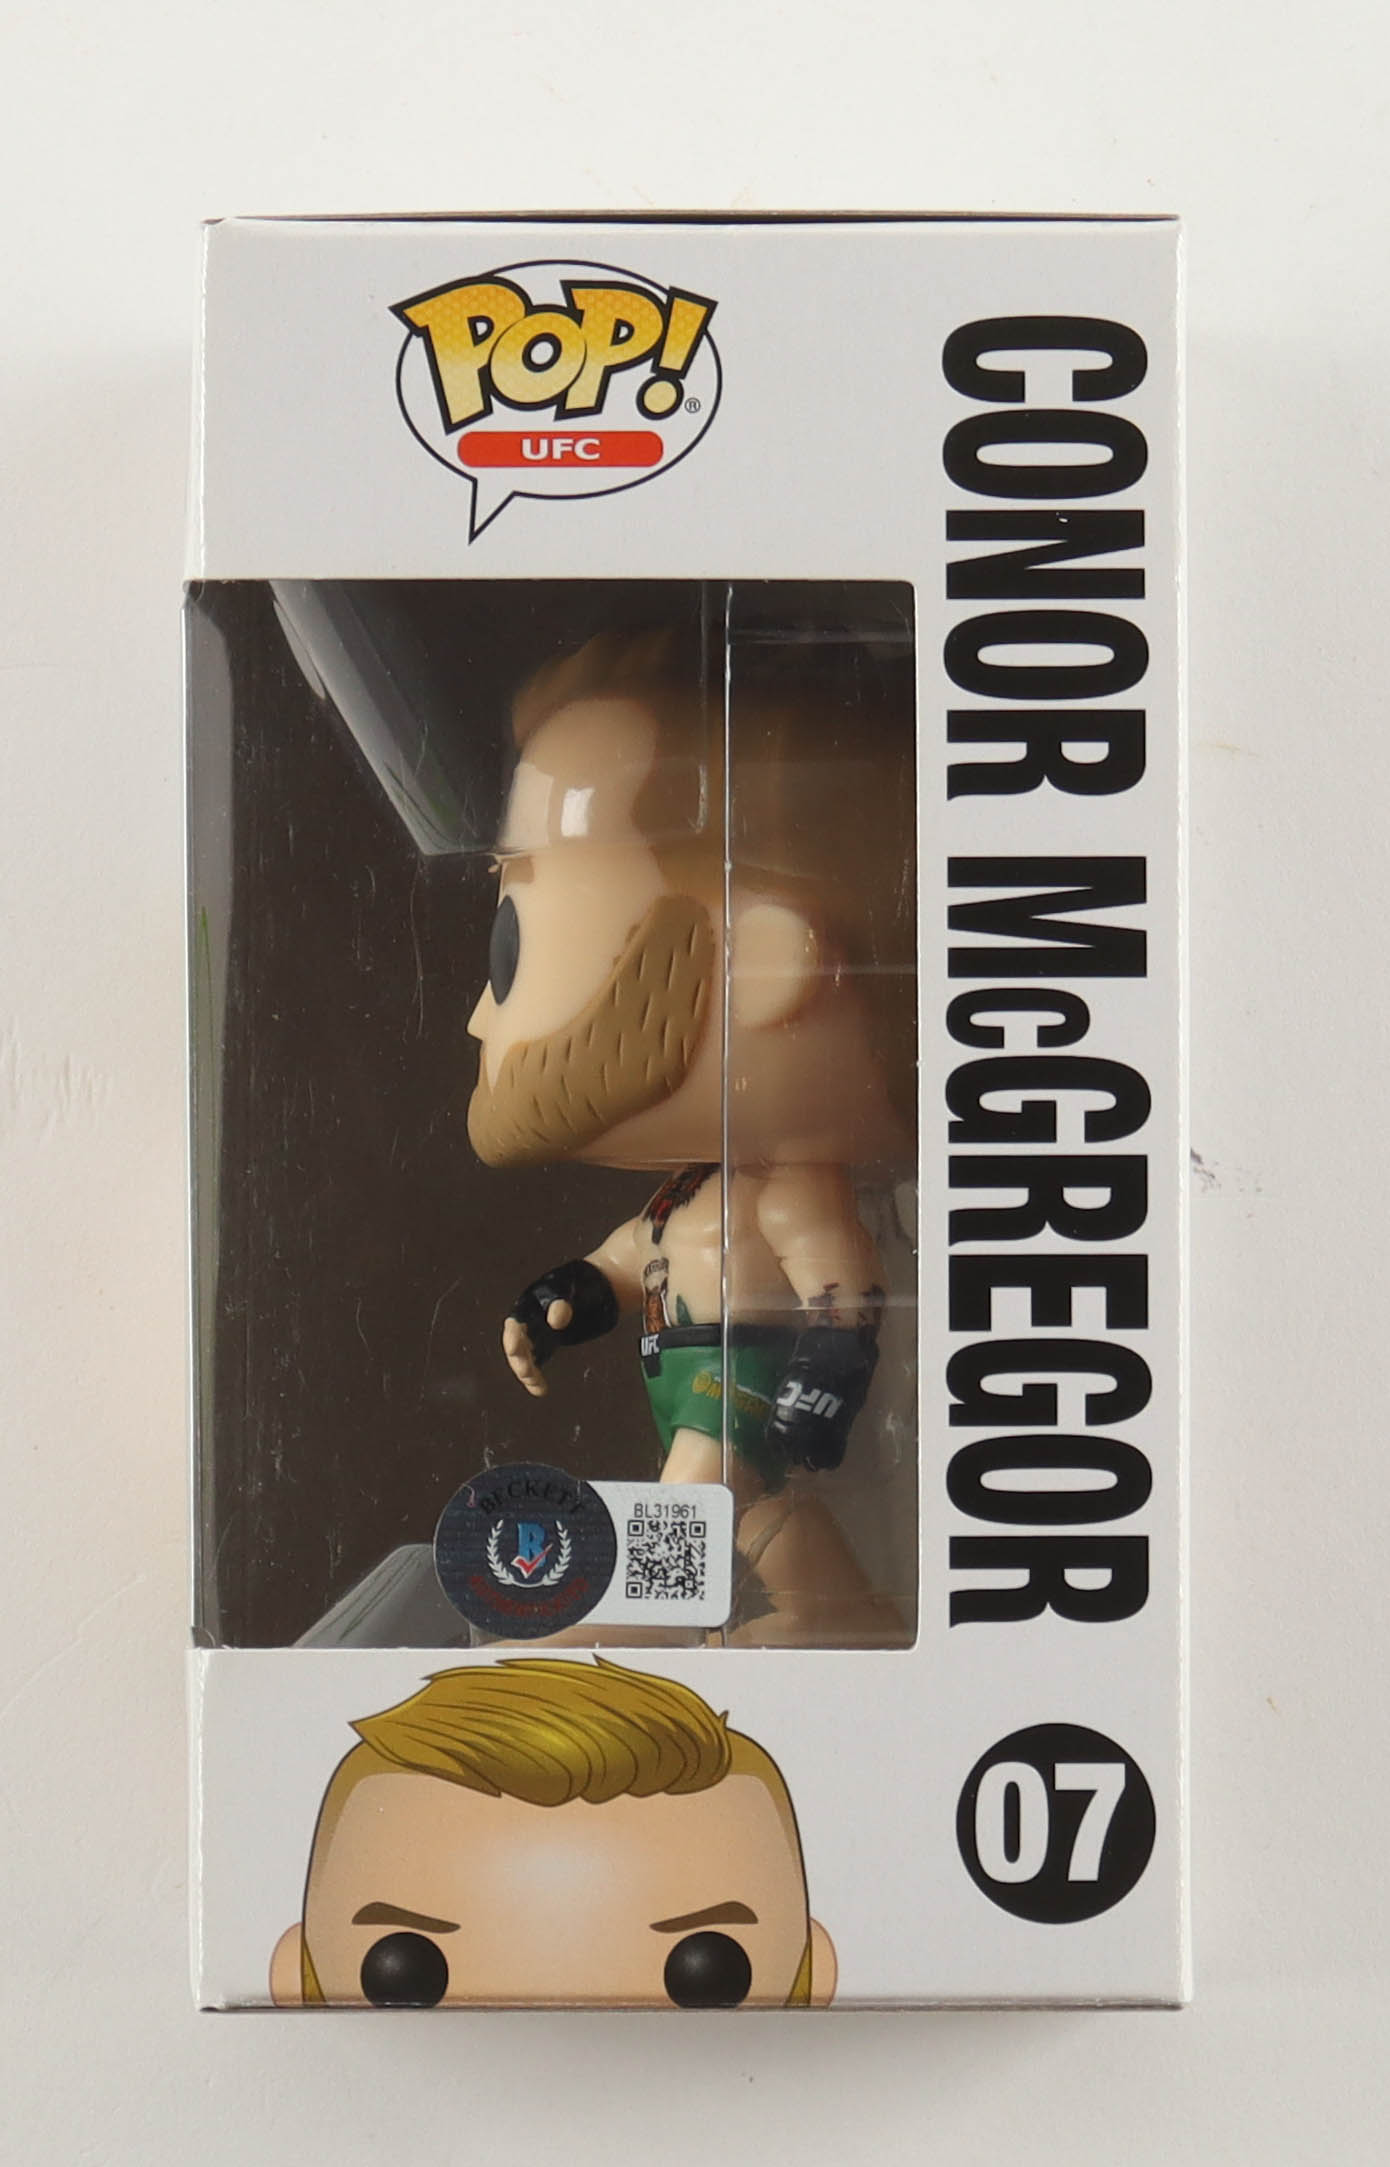 POP!®
UFC
CONOR McGREGOR
UFC
UFC
BECKETT
B
BL31961
07